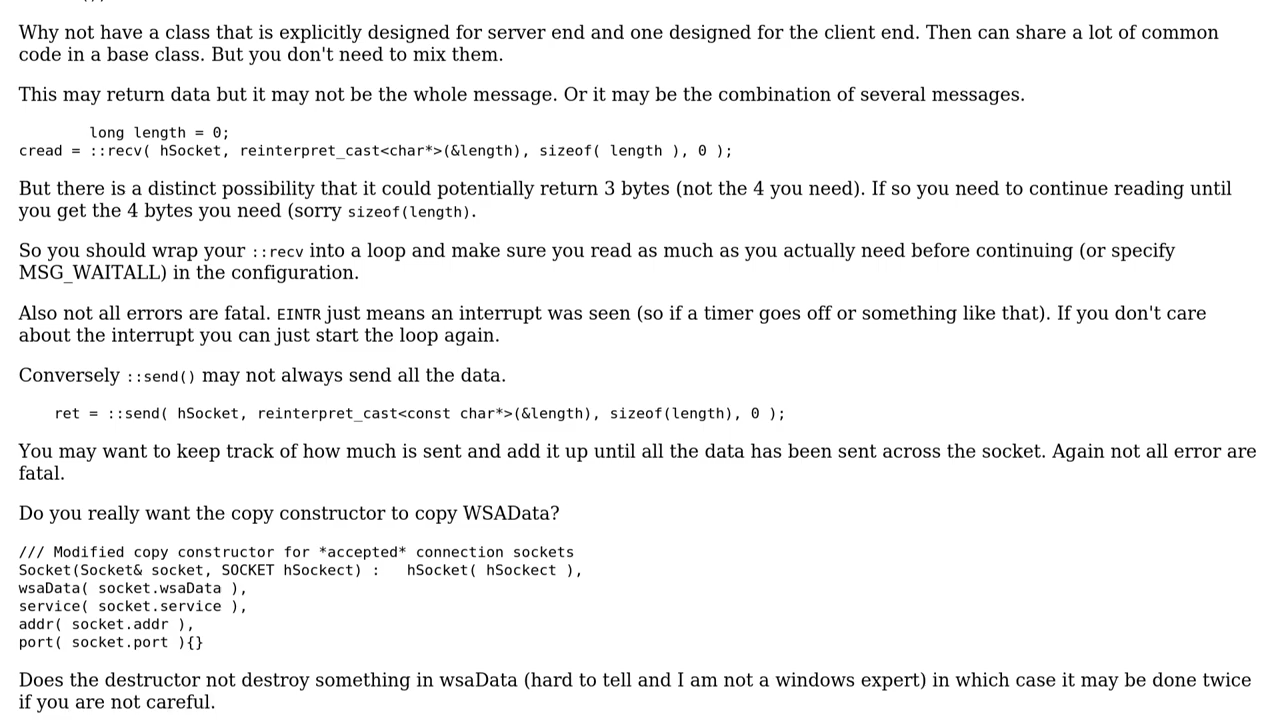 Why not have a class that is explicitly designed for server end and one designed for the client end. Then can share a lot of common
code in a base class. But you don't need to mix them.
This may return data but it may not be the whole message. Or it may be the combination of several messages.
long length = 0;
cread = ::recv( hSocket, reinterpret_cast<char*>(&length), sizeof( length ), 0 );
But there is a distinct possibility that it could potentially return 3 bytes (not the 4 you need). If so you need to continue reading until
you get the 4 bytes you need (sorry sizeof(length).
So you should wrap your ::recv into a loop and make sure you read as much as you actually need before continuing (or specify
MSG_WAITALL) in the configuration.
Also not all errors are fatal. EINTR just means an interrupt was seen (so if a timer goes off or something like that). If you don't care
about the interrupt you can just start the loop again.
Conversely ::send() may not always send all the data.
ret = ::send( hSocket, reinterpret_cast<const char*>(&length), sizeof(length), 0 );
You may want to keep track of how much is sent and add it up until all the data has been sent across the socket. Again not all error are
fatal.
Do you really want the copy constructor to copy WSAData?
/// Modified copy constructor for *accepted* connection sockets
Socket(Socket& socket, SOCKET hSockect) :   hSocket( hSockect ),
wsaData( socket.wsaData ),
service( socket.service ),
addr( socket.addr ),
port( socket.port ){}
Does the destructor not destroy something in wsaData (hard to tell and I am not a windows expert) in which case it may be done twice
if you are not careful.